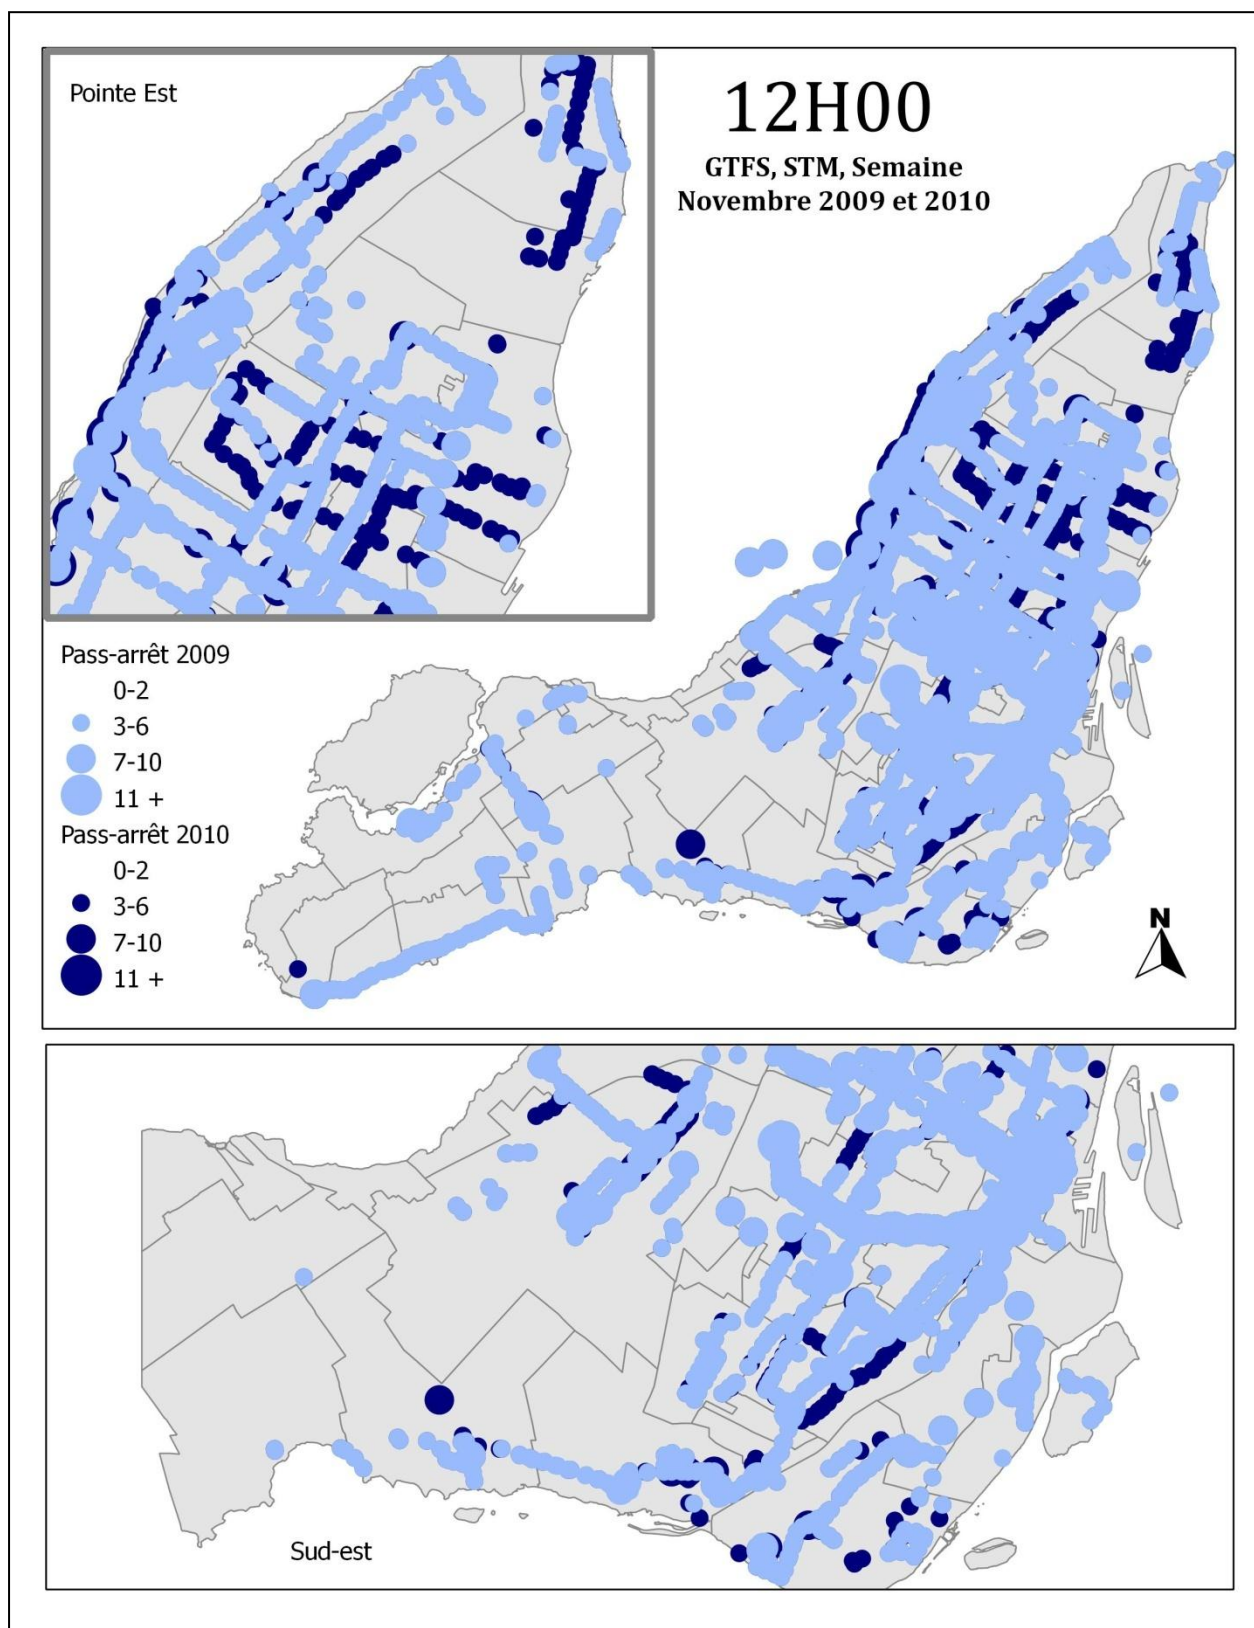 Pointe Est
12H00
GTFS, STM, Semaine
Novembre 2009 et 2010
Pass-arrêt 2009
0-2
3-6
7-10
11 +
Pass-arrêt 2010
0-2
3-6
7-10
11 +
N
Sud-est